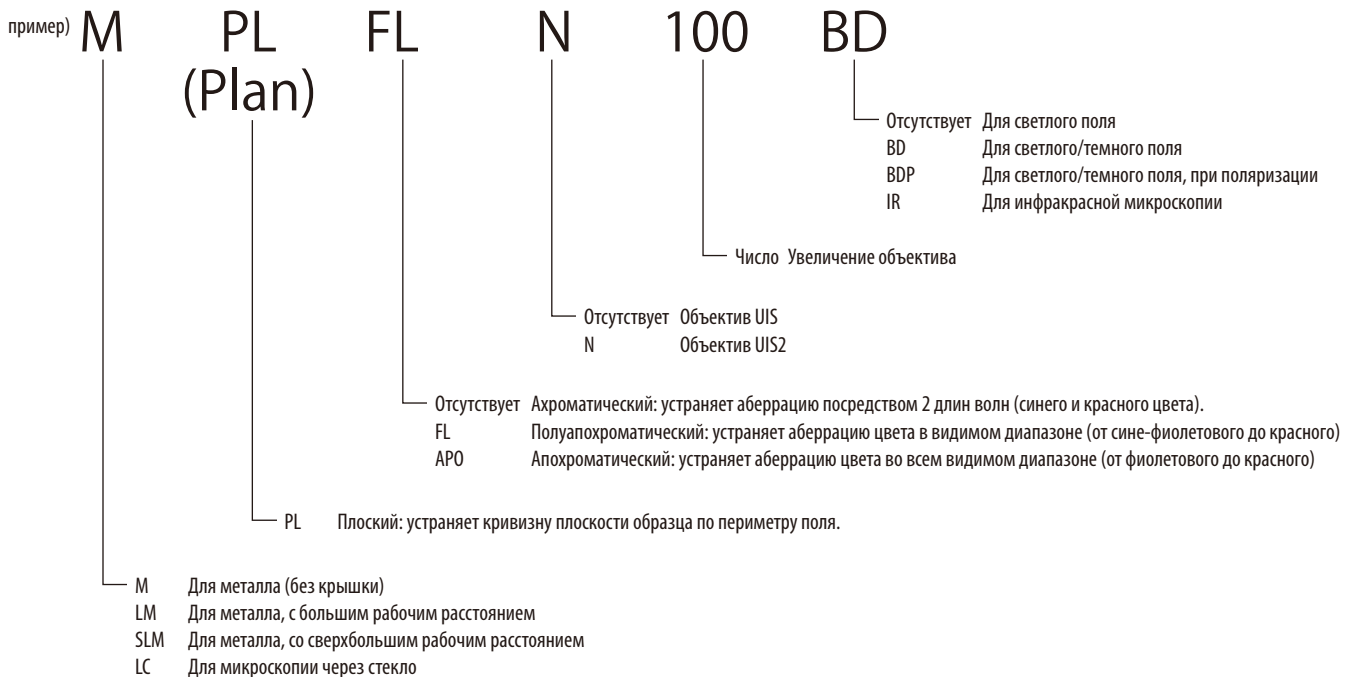 пример) M PL FL N 100 BD
(Plan)
Отсутствует Для светлого поля
BD Для светлого/темного поля
BDP Для светлого/темного поля, при поляризации
IR Для инфракрасной микроскопии
Число Увеличение объектива
Отсутствует Объектив UIS
N Объектив UIS2
Отсутствует Ахроматический: устраняет аберрацию посредством 2 длин волн (синего и красного цвета).
FL Полуапохроматический: устраняет аберрацию цвета в видимом диапазоне (от сине-фиолетового до красного)
APO Апохроматический: устраняет аберрацию цвета во всем видимом диапазоне (от фиолетового до красного)
PL Плоский: устраняет кривизну плоскости образца по периметру поля.
M Для металла (без крышки)
LM Для металла, с большим рабочим расстоянием
SLM Для металла, со сверхбольшим рабочим расстоянием
LC Для микроскопии через стекло